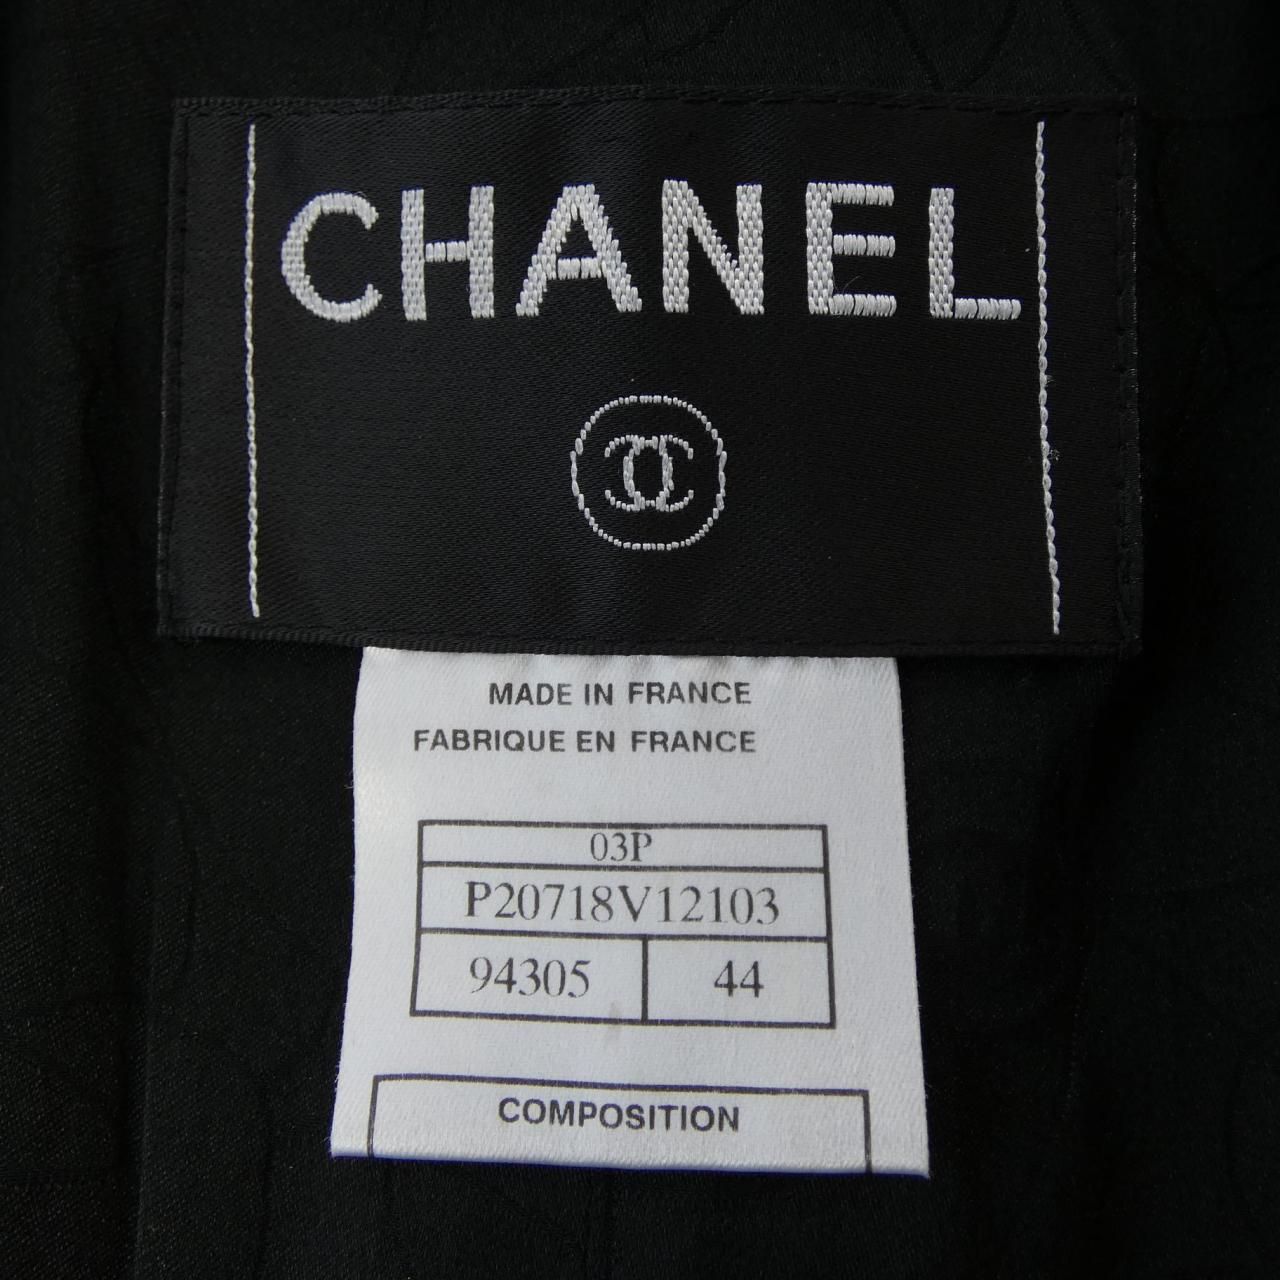 CHANEL
MADE IN FRANCE
FABRIQUE EN FRANCE
03P
P20718V12103
94305 44
COMPOSITION